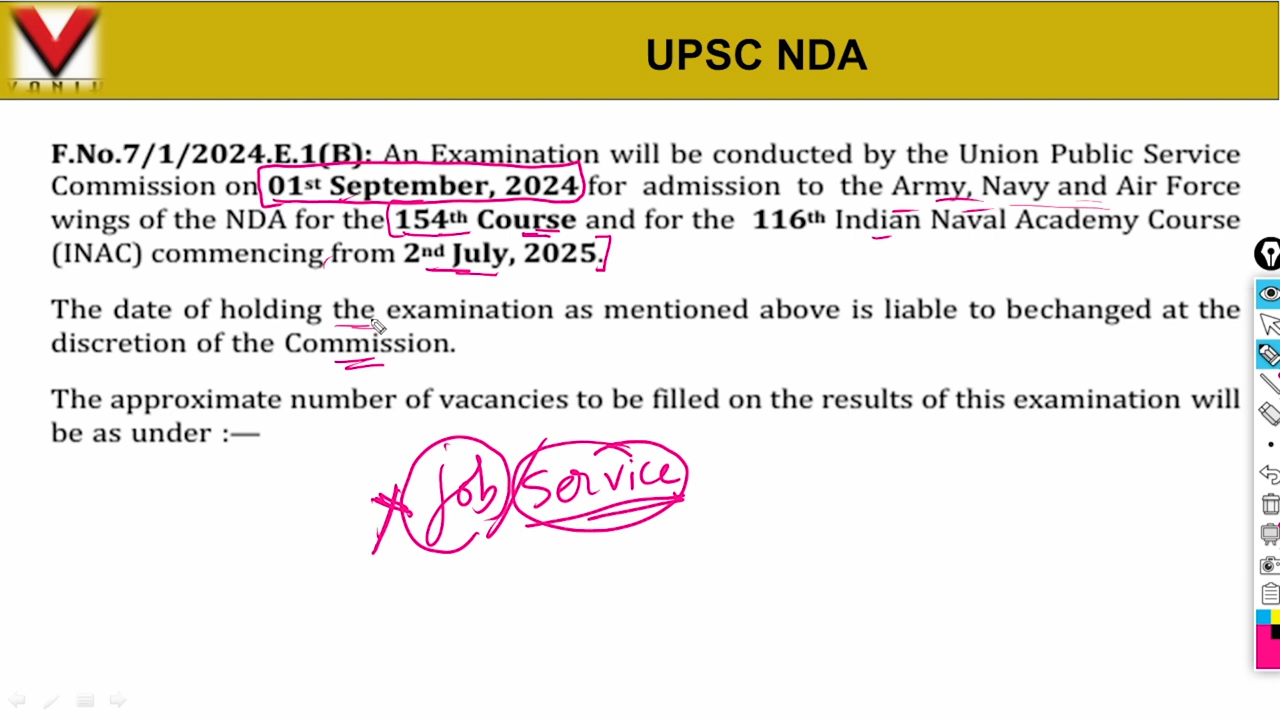 VANIJ
UPSC NDA
F.No.7/1/2024.E.1(B): An Examination will be conducted by the Union Public Service
Commission on 01st September, 2024 for admission to the Army, Navy and Air Force
wings of the NDA for the 154th Course and for the 116th Indian Naval Academy Course
(INAC) commencing from 2nd July, 2025.
The date of holding the examination as mentioned above is liable to bechanged at the
discretion of the Commission.
The approximate number of vacancies to be filled on the results of this examination will
be as under :—
Job Service